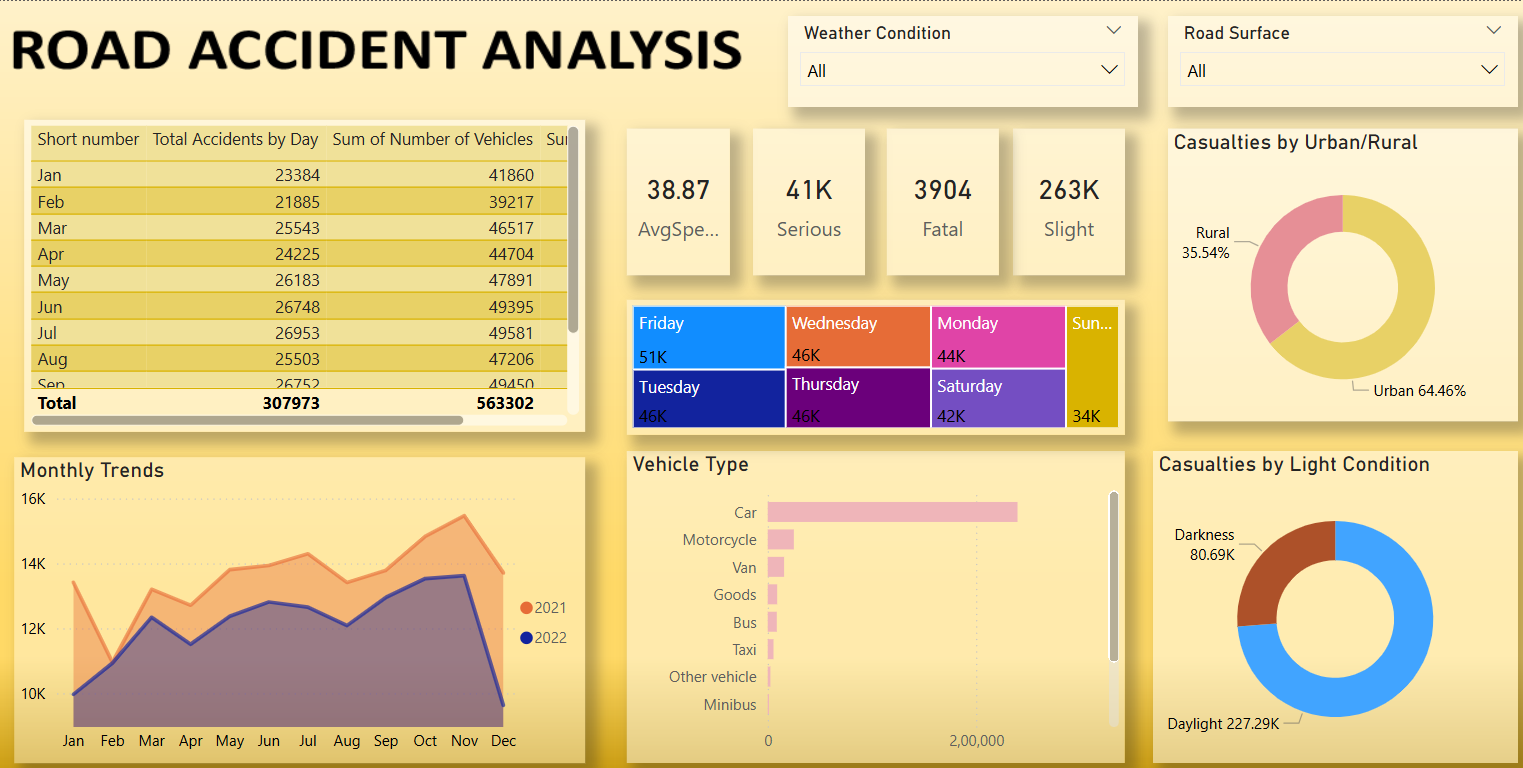 ROAD ACCIDENT ANALYSIS
Weather Condition
All
Road Surface
All
Short number Total Accidents by Day Sum of Number of Vehicles Su
Jan 23384 41860
Feb 21885 39217
Mar 25543 46517
Apr 24225 44704
May 26183 47891
Jun 26748 49395
Jul 26953 49581
Aug 25503 47206
Sep 26752 49450
Total 307973 563302
38.87
AvgSpe...
41K
Serious
3904
Fatal
263K
Slight
Friday
51K
Tuesday
46K
Wednesday
46K
Thursday
46K
Monday
44K
Saturday
42K
Sun...
34K
Casualties by Urban/Rural
Rural
35.54%
Urban 64.46%
Monthly Trends
16K
14K
12K
10K
Jan Feb Mar Apr May Jun Jul Aug Sep Oct Nov Dec
2021
2022
Vehicle Type
Car
Motorcycle
Van
Goods
Bus
Taxi
Other vehicle
Minibus
0 2,00,000
Casualties by Light Condition
Darkness
80.69K
Daylight 227.29K